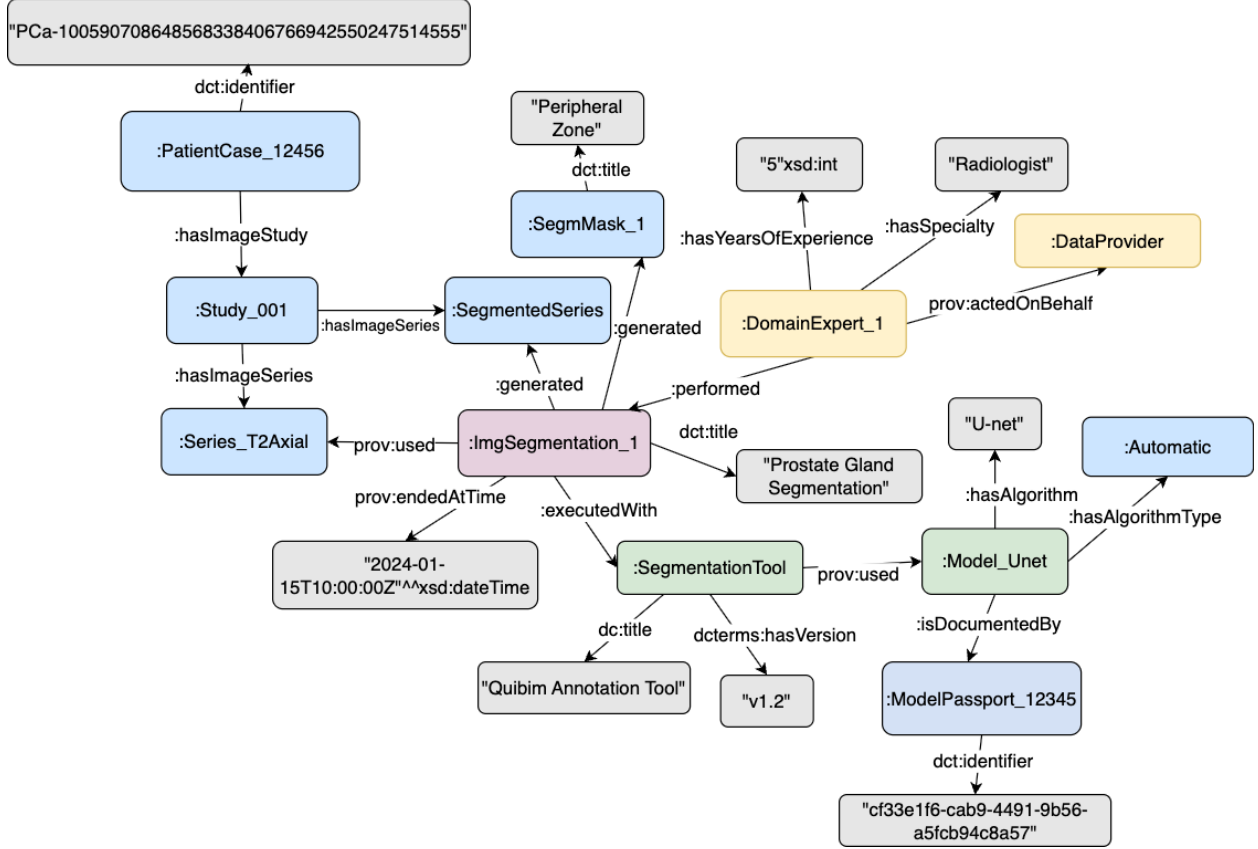 "PCa-100590708648568338406766942550247514555"
dct:identifier
:PatientCase_12456
:hasImageStudy
:Study_001
:hasImageSeries
:SegmentedSeries
:hasImageSeries
:Series_T2Axial
"Peripheral
Zone"
dct:title
:SegmMask_1
:generated
:generated
"5"xsd:int
:hasYearsOfExperience
"Radiologist"
:hasSpecialty
:DataProvider
prov:actedOnBehalf
:DomainExpert_1
:performed
prov:used
:ImgSegmentation_1
dct:title
"Prostate Gland
Segmentation"
prov:endedAtTime
"2024-01-
15T10:00:00Z"^^xsd:dateTime
:executedWith
:SegmentationTool
prov:used
dc:title
"Quibim Annotation Tool"
dcterms:hasVersion
"v1.2"
"U-net"
:hasAlgorithm
:Automatic
:hasAlgorithmType
:Model_Unet
:isDocumentedBy
:ModelPassport_12345
dct:identifier
"cf33e1f6-cab9-4491-9b56-
a5fcb94c8a57"